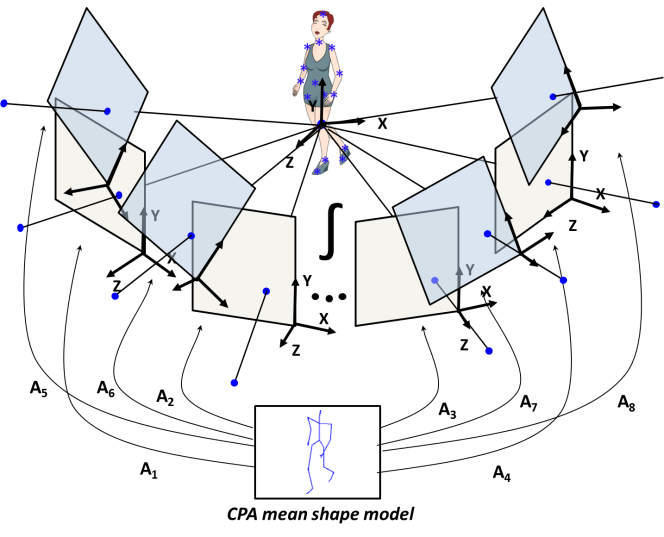 Y
X
Z
Y
X
Z
Y
X
Z
∫
...
Y
X
Z
Y
X
Z
A5
A6
A2
A3
A7
A8
A1
A4
CPA mean shape model